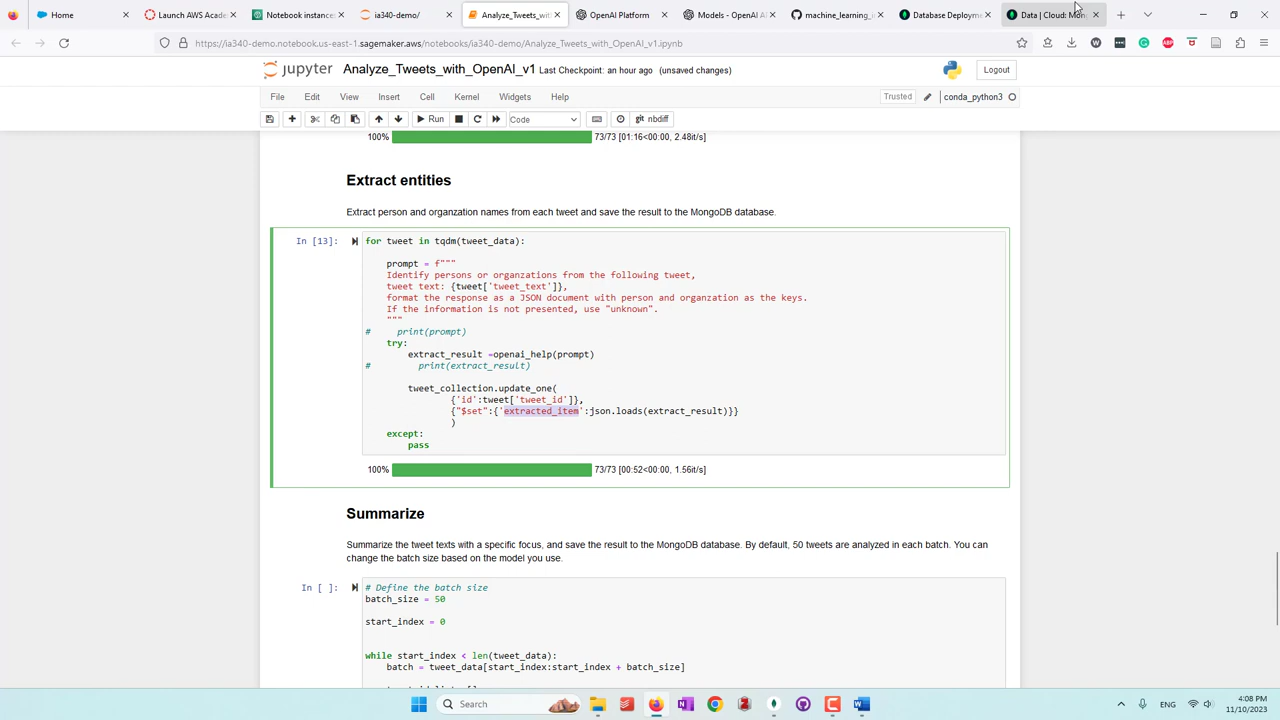 Home
Launch AWS Acade
Notebook instances
ia340-demo/
Analyze_Tweets_with
OpenAI Platform
Models - OpenAI A
machine_learning_n
Database Deployme
Data | Cloud: Mong
https://ia340-demo.notebook.us-east-1.sagemaker.aws/notebooks/ia340-demo/Analyze_Tweets_with_OpenAI_v1.ipynb
jupyter Analyze_Tweets_with_OpenAI_v1 Last Checkpoint: an hour ago (unsaved changes)
Logout
File Edit View Insert Cell Kernel Widgets Help
Trusted conda_python3
Run Code nbdiff
100% 73/73 [01:16<00:00, 2.48it/s]
Extract entities
Extract person and organzation names from each tweet and save the result to the MongoDB database.
In [13]: for tweet in tqdm(tweet_data):
prompt = f"""
Identify persons or organzations from the following tweet,
tweet text: {tweet['tweet_text']},
format the response as a JSON document with person and organzation as the keys.
If the information is not presented, use "unknown".
"""
# print(prompt)
try:
extract_result =openai_help(prompt)
# print(extract_result)
tweet_collection.update_one(
{'id':tweet['tweet_id']},
{"$set":{'extracted_item':json.loads(extract_result)}}
)
except:
pass
100% 73/73 [00:52<00:00, 1.56it/s]
Summarize
Summarize the tweet texts with a specific focus, and save the result to the MongoDB database. By default, 50 tweets are analyzed in each batch. You can
change the batch size based on the model you use.
In [ ]: # Define the batch size
batch_size = 50
start_index = 0
while start_index < len(tweet_data):
batch = tweet_data[start_index:start_index + batch_size]
Search
ENG
4:08 PM
11/10/2023